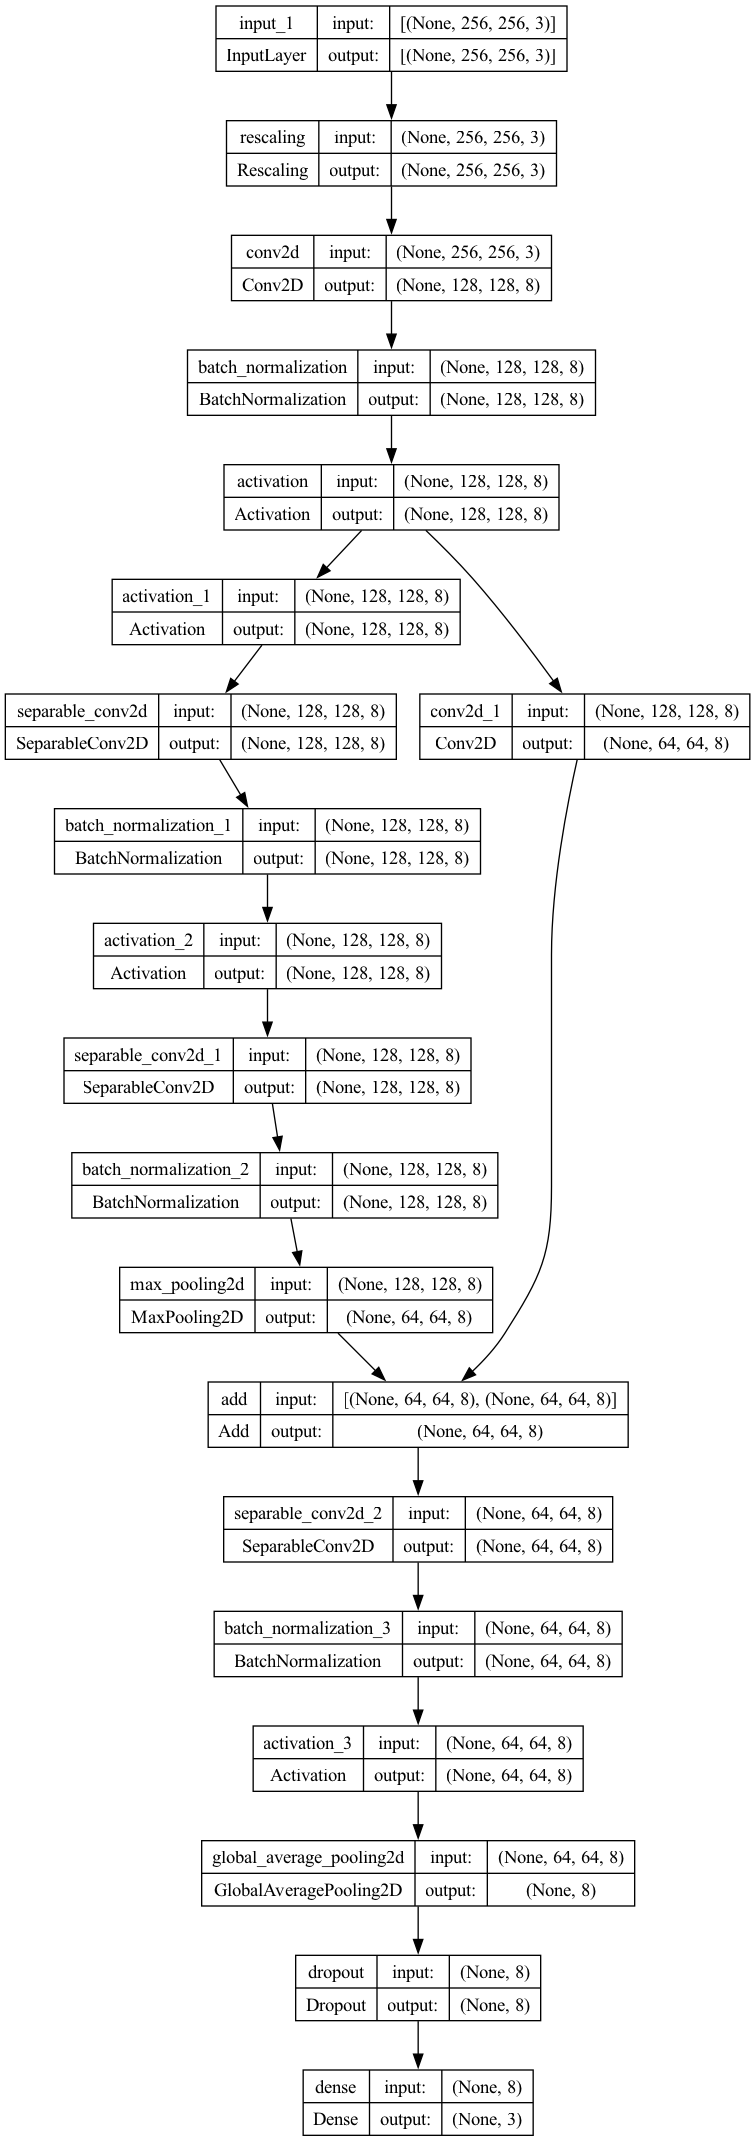 input_1 input: [(None, 256, 256, 3)]
InputLayer output: [(None, 256, 256, 3)]
rescaling input: (None, 256, 256, 3)
Rescaling output: (None, 256, 256, 3)
conv2d input: (None, 256, 256, 3)
Conv2D output: (None, 128, 128, 8)
batch_normalization input: (None, 128, 128, 8)
BatchNormalization output: (None, 128, 128, 8)
activation input: (None, 128, 128, 8)
Activation output: (None, 128, 128, 8)
activation_1 input: (None, 128, 128, 8)
Activation output: (None, 128, 128, 8)
separable_conv2d input: (None, 128, 128, 8)
SeparableConv2D output: (None, 128, 128, 8)
conv2d_1 input: (None, 128, 128, 8)
Conv2D output: (None, 64, 64, 8)
batch_normalization_1 input: (None, 128, 128, 8)
BatchNormalization output: (None, 128, 128, 8)
activation_2 input: (None, 128, 128, 8)
Activation output: (None, 128, 128, 8)
separable_conv2d_1 input: (None, 128, 128, 8)
SeparableConv2D output: (None, 128, 128, 8)
batch_normalization_2 input: (None, 128, 128, 8)
BatchNormalization output: (None, 128, 128, 8)
max_pooling2d input: (None, 128, 128, 8)
MaxPooling2D output: (None, 64, 64, 8)
add input: [(None, 64, 64, 8), (None, 64, 64, 8)]
Add output: (None, 64, 64, 8)
separable_conv2d_2 input: (None, 64, 64, 8)
SeparableConv2D output: (None, 64, 64, 8)
batch_normalization_3 input: (None, 64, 64, 8)
BatchNormalization output: (None, 64, 64, 8)
activation_3 input: (None, 64, 64, 8)
Activation output: (None, 64, 64, 8)
global_average_pooling2d input: (None, 64, 64, 8)
GlobalAveragePooling2D output: (None, 8)
dropout input: (None, 8)
Dropout output: (None, 8)
dense input: (None, 8)
Dense output: (None, 3)